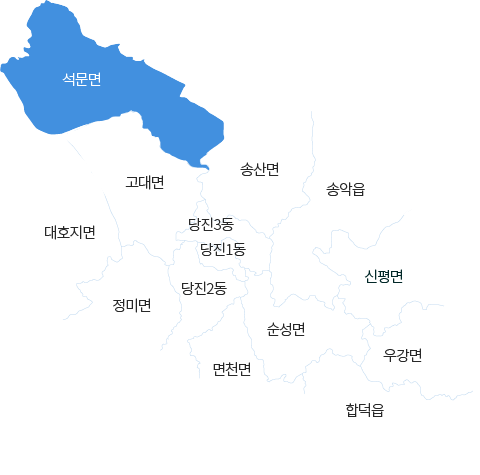 석문면
송산면
고대면
송악읍
당진3동
대호지면
당진1동
신평면
당진2동
정미면
순성면
우강면
면천면
합덕읍